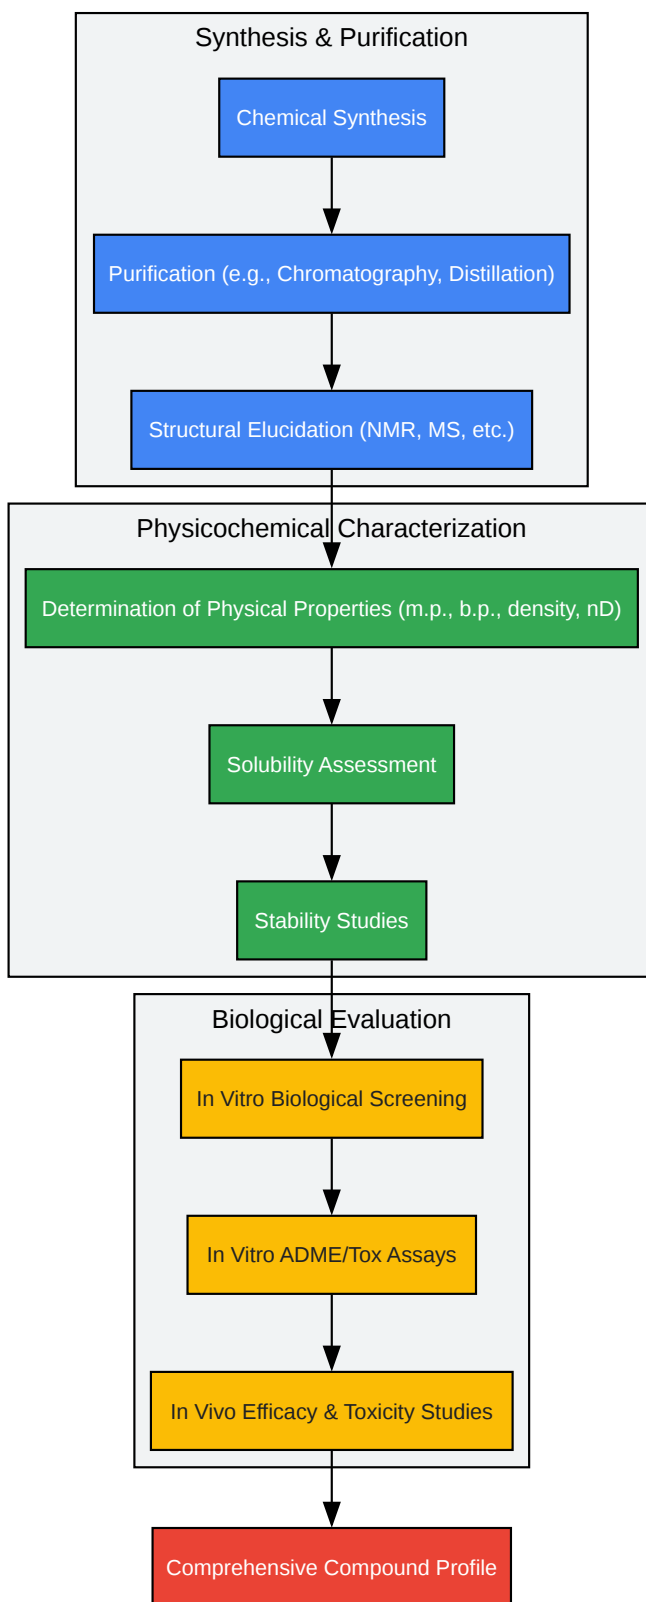 Synthesis & Purification
Chemical Synthesis
Purification (e.g., Chromatography, Distillation)
Structural Elucidation (NMR, MS, etc.)
Physicochemical Characterization
Determination of Physical Properties (m.p., b.p., density, nD)
Solubility Assessment
Stability Studies
Biological Evaluation
In Vitro Biological Screening
In Vitro ADME/Tox Assays
In Vivo Efficacy & Toxicity Studies
Comprehensive Compound Profile